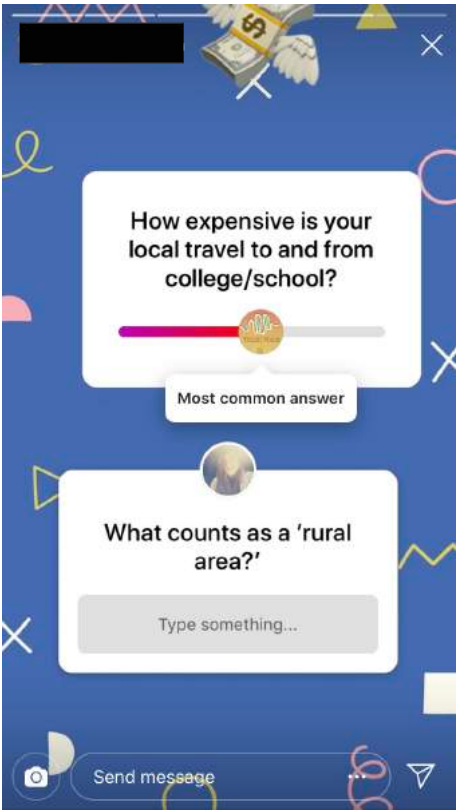 How expensive is your
local travel to and from
college/school?
Most common answer
What counts as a ‘rural
area?’
Type something...
Send message